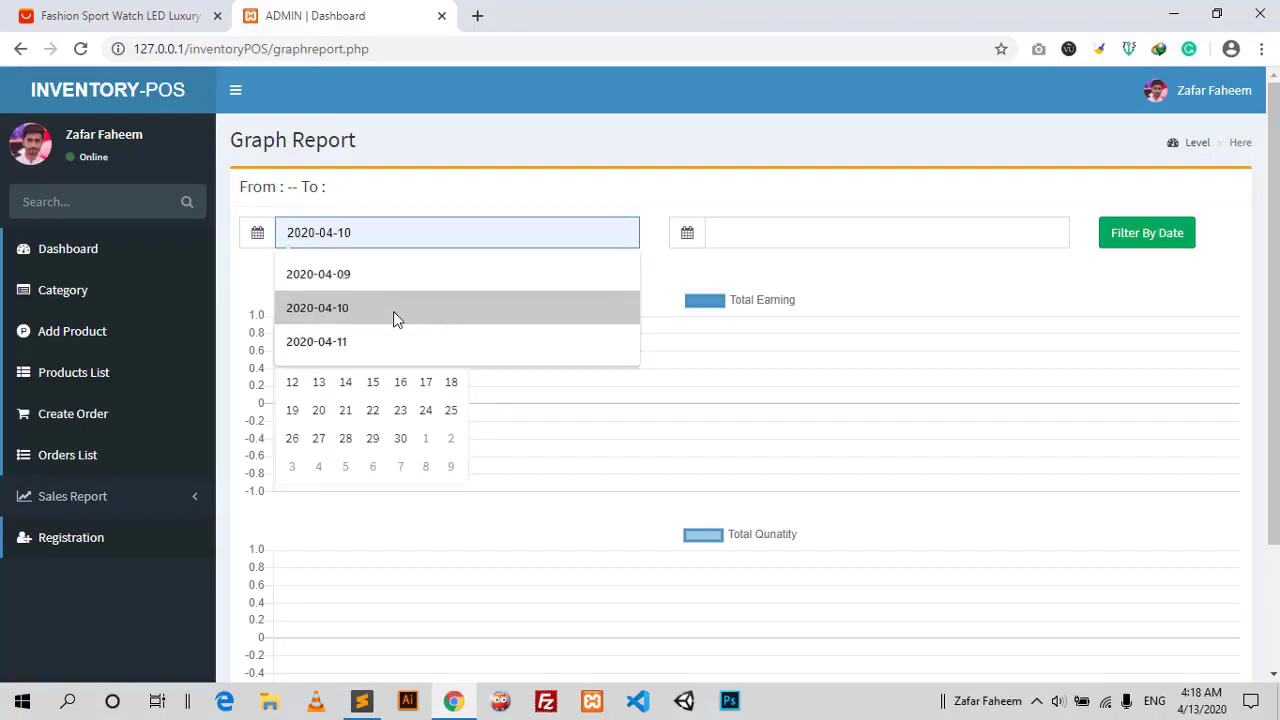 Fashion Sport Watch LED Luxury
ADMIN | Dashboard
127.0.0.1/inventoryPOS/graphreport.php
INVENTORY-POS
Zafar Faheem
Zafar Faheem
Online
Search...
Dashboard
Category
Add Product
Products List
Create Order
Orders List
Sales Report
Registration
Graph Report
Level > Here
From : -- To :
2020-04-10
Filter By Date
2020-04-09
2020-04-10
2020-04-11
12 13 14 15 16 17 18
19 20 21 22 23 24 25
26 27 28 29 30 1 2
3 4 5 6 7 8 9
Total Earning
1.0
0.8
0.6
0.4
0.2
0
-0.2
-0.4
-0.6
-0.8
-1.0
Total Qunatity
1.0
0.8
0.6
0.4
0.2
0
-0.2
-0.4
Zafar Faheem
ENG
4:18 AM
4/13/2020